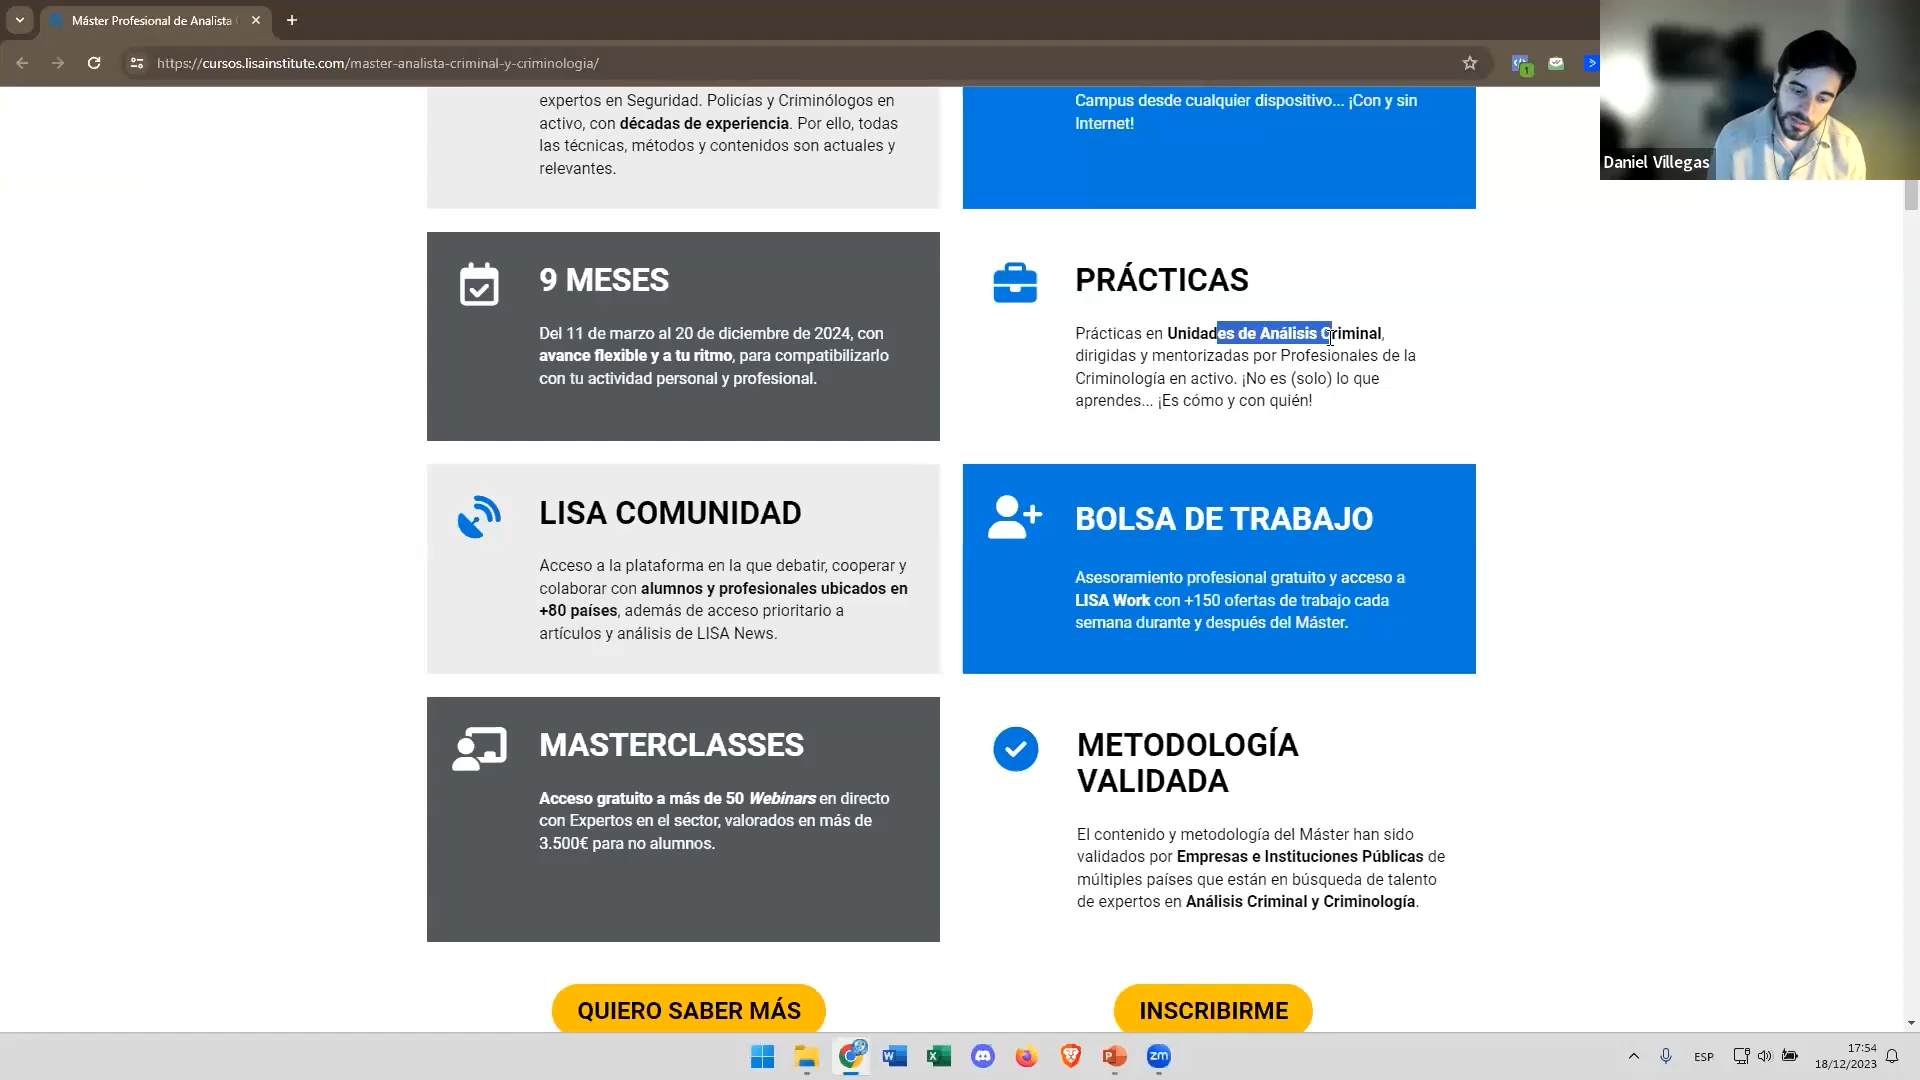 Máster Profesional de Analista
https://cursos.lisainstitute.com/master-analista-criminal-y-criminologia/
1
Daniel Villegas
expertos en Seguridad. Policías y Criminólogos en
activo, con décadas de experiencia. Por ello, todas
las técnicas, métodos y contenidos son actuales y
relevantes.
Campus desde cualquier dispositivo... ¡Con y sin
Internet!
9 MESES
Del 11 de marzo al 20 de diciembre de 2024, con
avance flexible y a tu ritmo, para compatibilizarlo
con tu actividad personal y profesional.
PRÁCTICAS
Prácticas en Unidades de Análisis Criminal,
dirigidas y mentorizadas por Profesionales de la
Criminología en activo. ¡No es (solo) lo que
aprendes... ¡Es cómo y con quién!
LISA COMUNIDAD
Acceso a la plataforma en la que debatir, cooperar y
colaborar con alumnos y profesionales ubicados en
+80 países, además de acceso prioritario a
artículos y análisis de LISA News.
BOLSA DE TRABAJO
Asesoramiento profesional gratuito y acceso a
LISA Work con +150 ofertas de trabajo cada
semana durante y después del Máster.
MASTERCLASSES
Acceso gratuito a más de 50 Webinars en directo
con Expertos en el sector, valorados en más de
3.500€ para no alumnos.
METODOLOGÍA
VALIDADA
El contenido y metodología del Máster han sido
validados por Empresas e Instituciones Públicas de
múltiples países que están en búsqueda de talento
de expertos en Análisis Criminal y Criminología.
QUIERO SABER MÁS
INSCRIBIRME
zm
ESP
17:54
18/12/2023